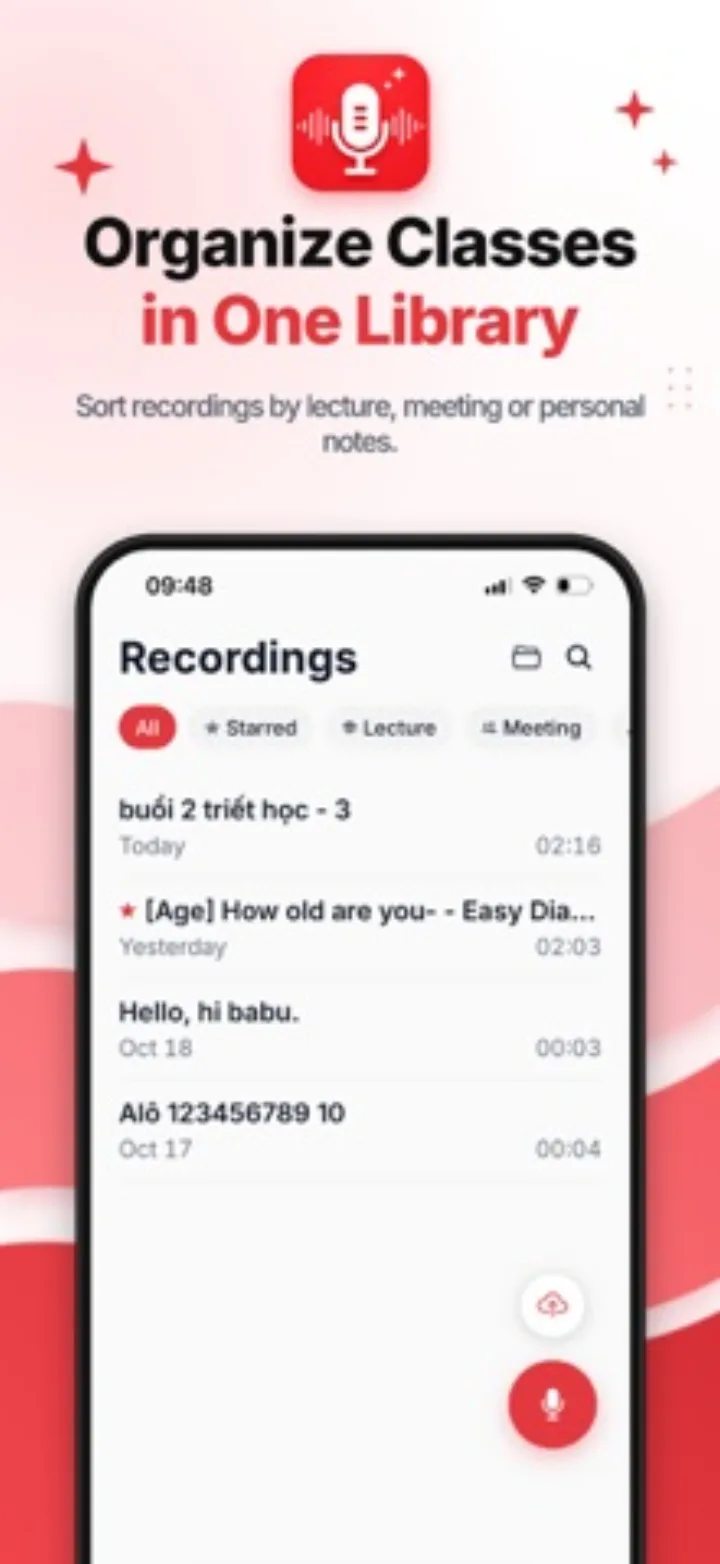 Organize Classes
in One Library
Sort recordings by lecture, meeting or personal
notes.
09:48
Recordings
All
Starred
Lecture
Meeting
buổi 2 triết học - 3
Today
02:16
[Age] How old are you- - Easy Dia...
Yesterday
02:03
Hello, hi babu.
Oct 18
00:03
Alô 123456789 10
Oct 17
00:04